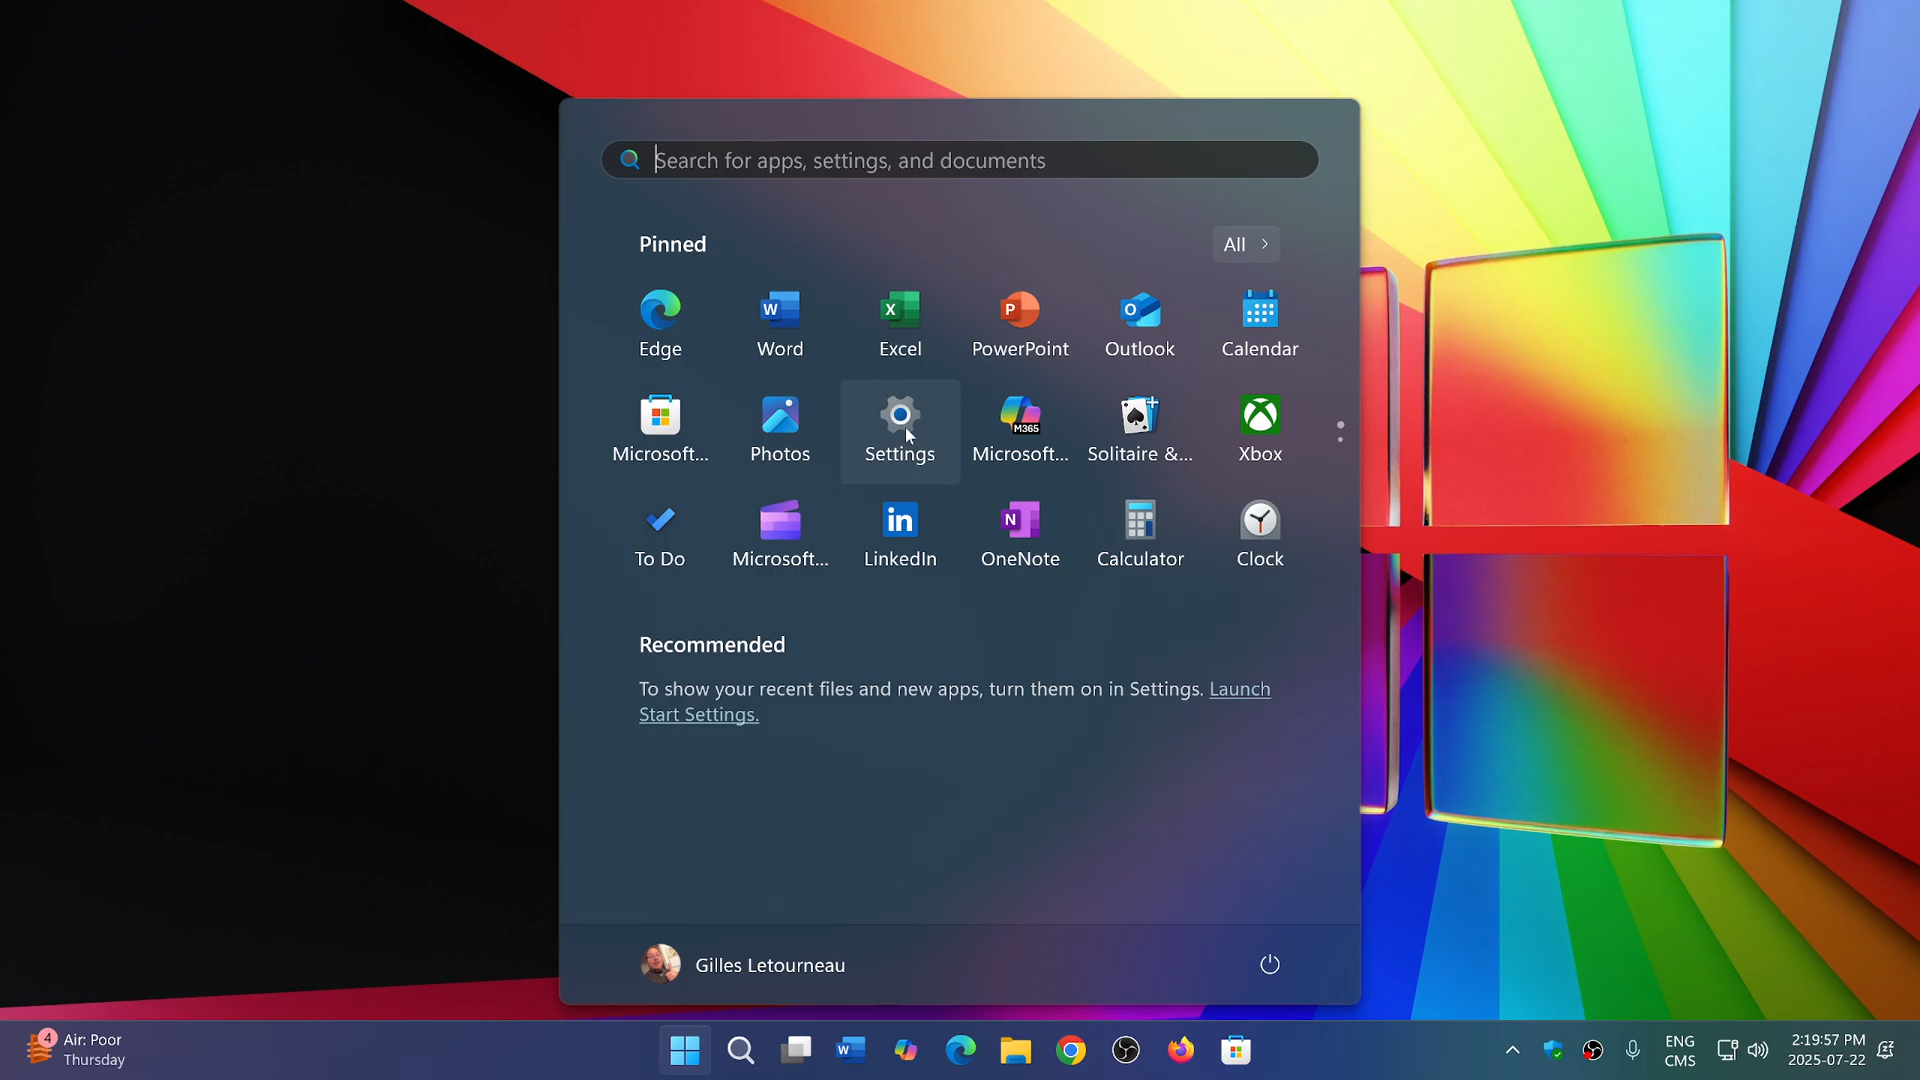 Search for apps, settings, and documents
Pinned
All
Edge
Word
Excel
PowerPoint
Outlook
Calendar
Microsoft...
Photos
Settings
Microsoft...
Solitaire &...
Xbox
M365
To Do
Microsoft...
LinkedIn
OneNote
Calculator
Clock
Recommended
To show your recent files and new apps, turn them on in Settings. Launch
Start Settings.
Gilles Letourneau
4
Air: Poor
Thursday
ENG
CMS
2:19:57 PM
2025-07-22